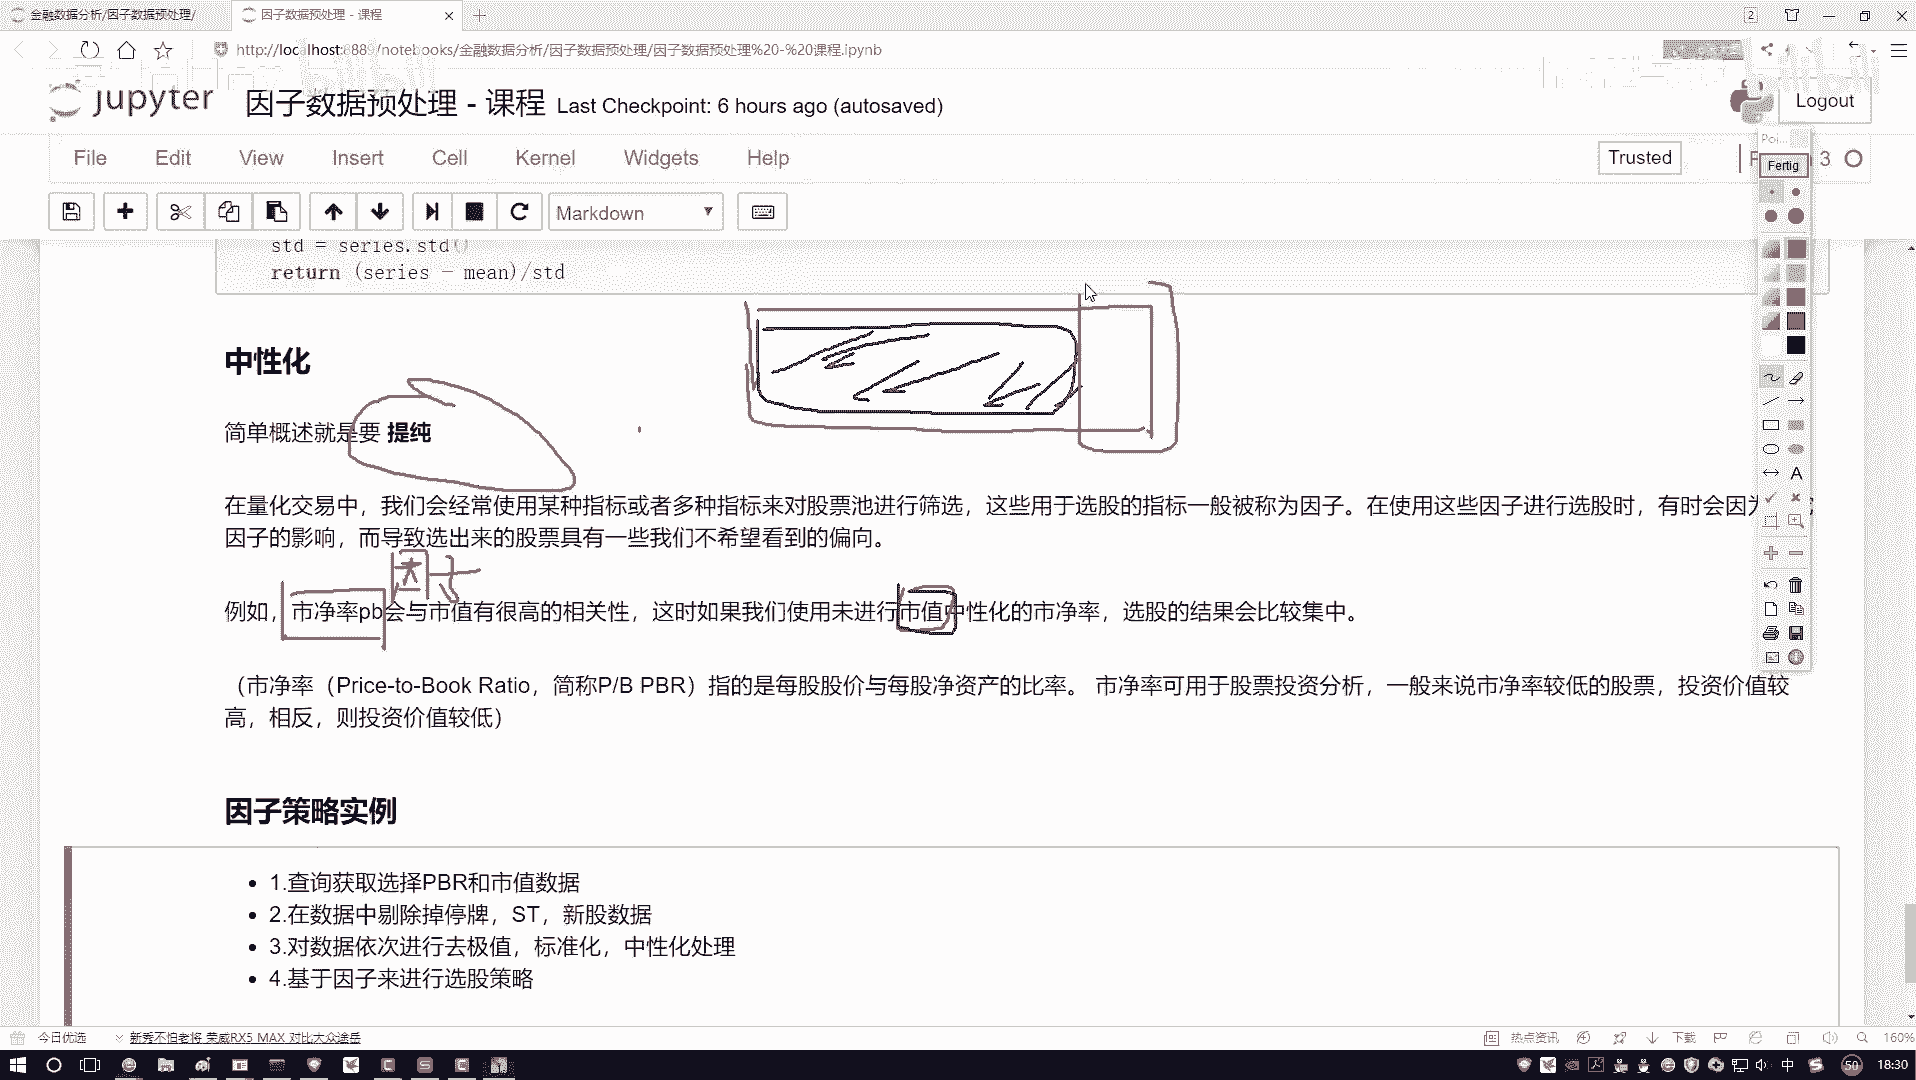 金融数据分析/因子数据预处理/
因子数据预处理 - 课程
2
http://localhost:8889/notebooks/金融数据分析/因子数据预处理/因子数据预处理%20-%20课程.ipynb
bilibili
jupyter 因子数据预处理 - 课程 Last Checkpoint: 6 hours ago (autosaved)
Logout
File Edit View Insert Cell Kernel Widgets Help
Trusted
3
Poi...
Fertig
Markdown
std = series.std()
return (series - mean)/std
中性化
简单概述就是要 提纯
在量化交易中，我们会经常使用某种指标或者多种指标来对股票池进行筛选，这些用于选股的指标一般被称为因子。在使用这些因子进行选股时，有时会因为
因子的影响，而导致选出来的股票具有一些我们不希望看到的偏向。
因子
例如，市净率pb会与市值有很高的相关性，这时如果我们使用未进行市值中性化的市净率，选股的结果会比较集中。
（市净率（Price-to-Book Ratio，简称P/B PBR）指的是每股股价与每股净资产的比率。 市净率可用于股票投资分析，一般来说市净率较低的股票，投资价值较
高，相反，则投资价值较低）
因子策略实例
1.查询获取选择PBR和市值数据
2.在数据中剔除掉停牌，ST，新股数据
3.对数据依次进行去极值，标准化，中性化处理
4.基于因子来进行选股策略
今日优选
新秀不怕老将 荣威RX5 MAX 对比大众途岳
热点资讯
下载
160%
中
50
18:30